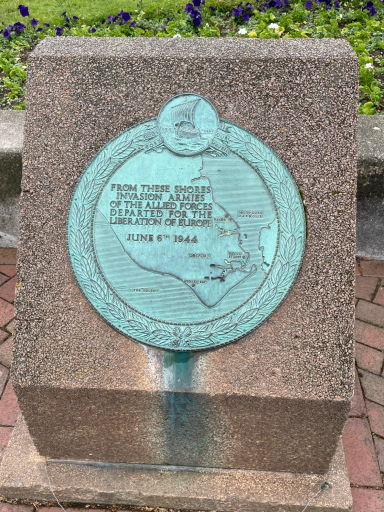 FROM THESE SHORES
INVASION ARMIES
OF THE ALLIED FORCES
DEPARTED FOR THE
LIBERATION OF EUROPE
JUNE 6TH 1944